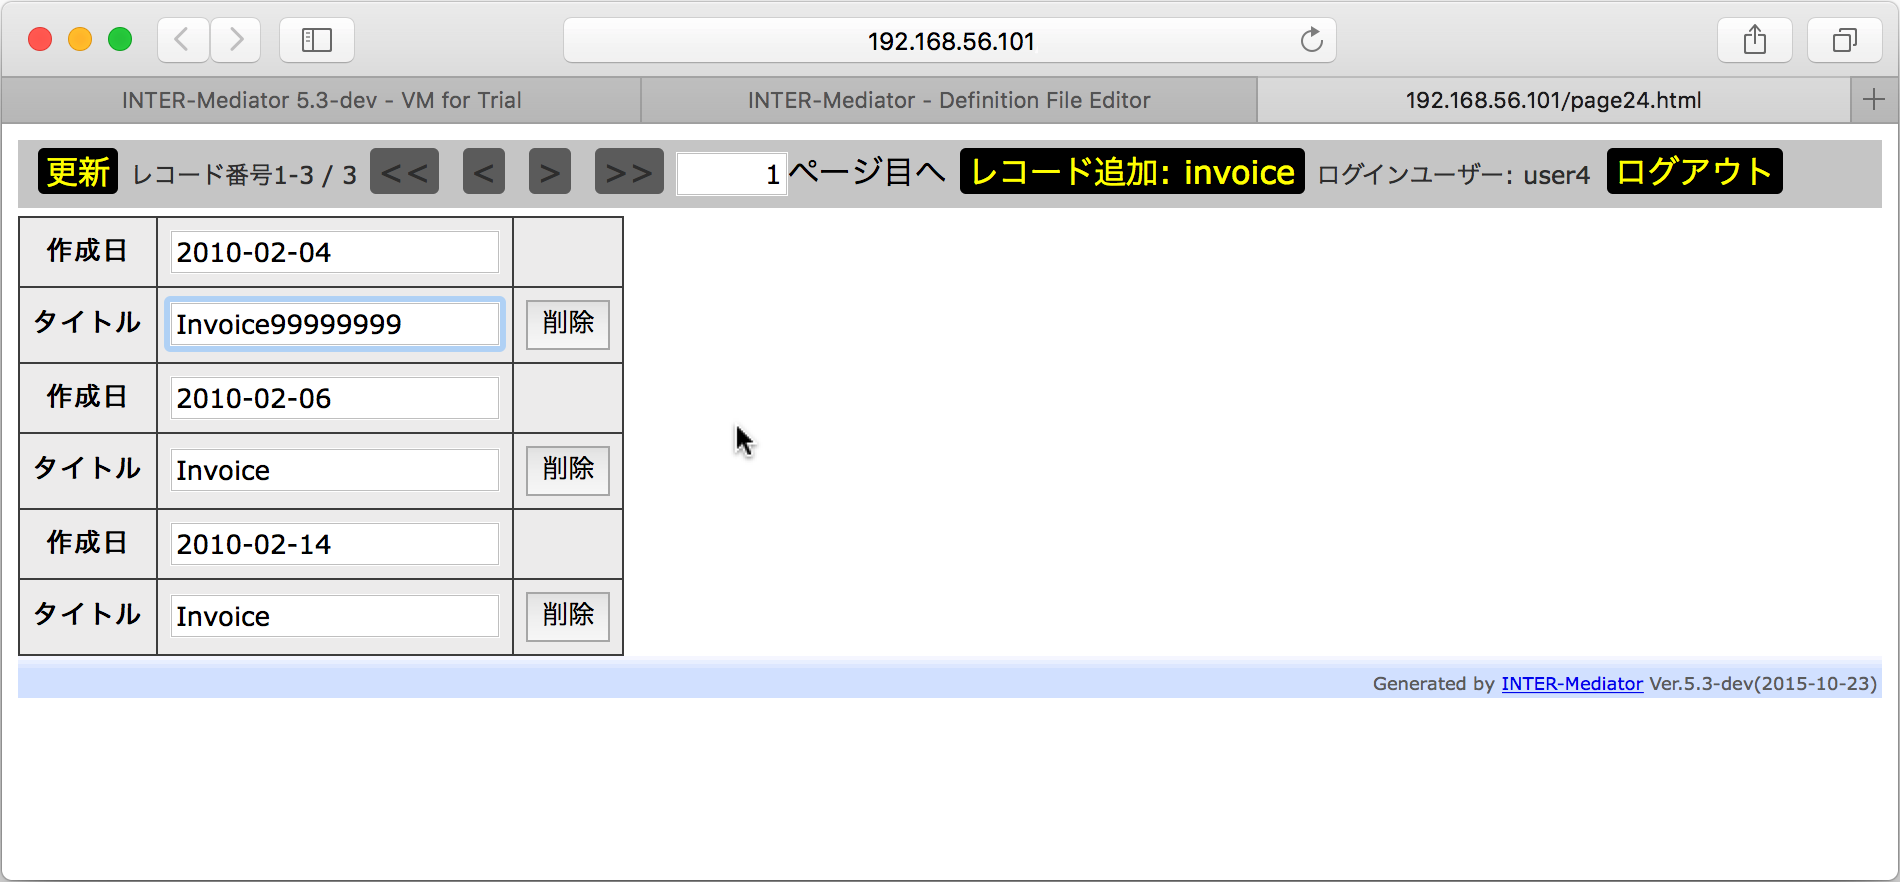 192.168.56.101
INTER-Mediator 5.3-dev - VM for Trial
INTER-Mediator - Definition File Editor
192.168.56.101/page24.html
更新 レコード番号1-3 / 3 << < > >> 1 ページ目へ レコード追加: invoice ログインユーザー: user4 ログアウト
作成日 2010-02-04
タイトル Invoice99999999 削除
作成日 2010-02-06
タイトル Invoice 削除
作成日 2010-02-14
タイトル Invoice 削除
Generated by INTER-Mediator Ver.5.3-dev(2015-10-23)